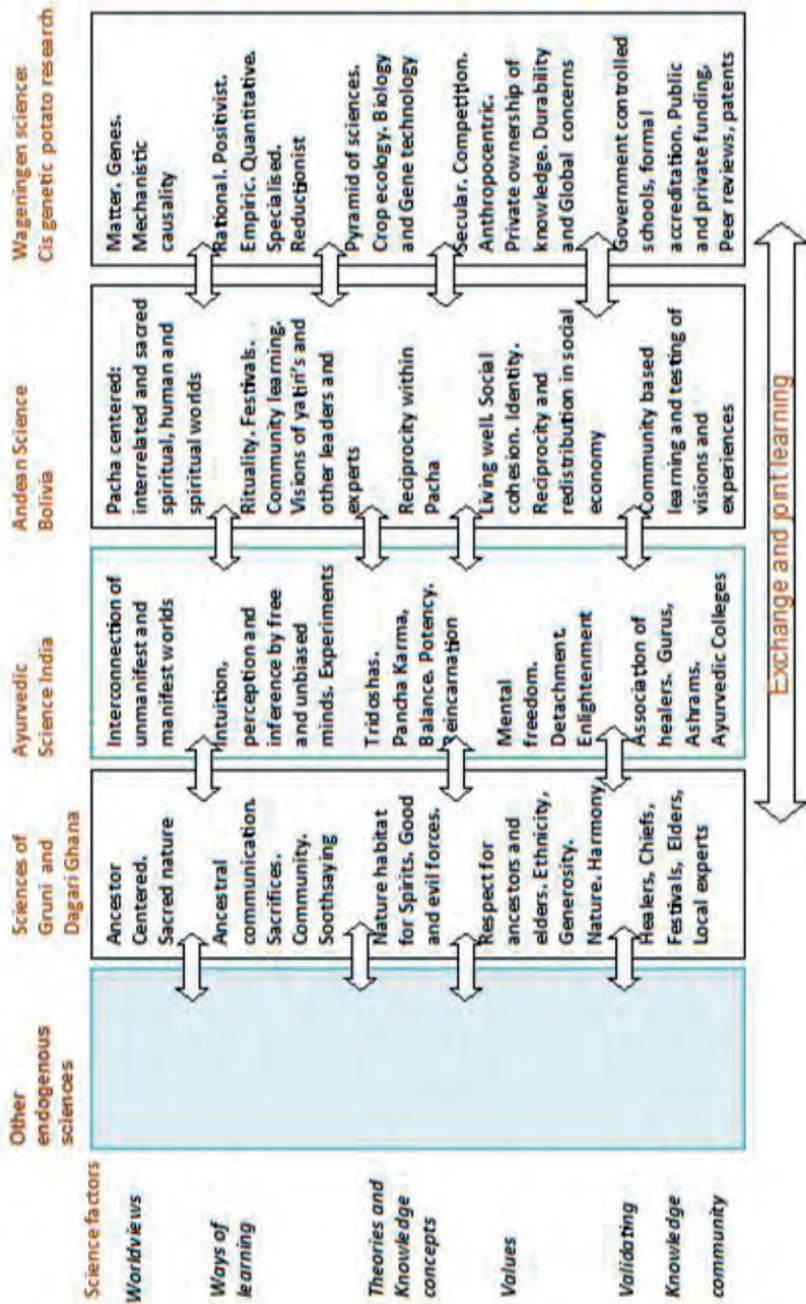 Science factors
Worldviews
Ways of
learning
Theories and
Knowledge
concepts
Values
Validating
Knowledge
community
Other
endogenous
sciences
Sciences of
Gruni and
Dagari Ghana
Ancestor
Centered.
Sacred nature
Ancestral
communication.
Sacrifices.
Community.
Soothsaying
Nature habitat
for Spirits. Good
and evil forces.
Respect for
ancestors and
elders. Ethnicity,
Generosity.
Nature. Harmony,
Healers, Chiefs,
Festivals, Elders,
Local experts
Ayurvedic
Science India
Interconnection of
unmanifest and
manifest worlds
Intuition,
perception and
inference by free
and unbiased
minds. Experiments
Tridoshas.
Pancha Karma,
Balance. Potency.
Reincarnation
Mental
freedom.
Detachment.
Enlightenment
Association of
healers. Gurus,
Ashrams,
Ayurvedic Colleges
Andean Science
Bolivia
Pacha centered:
interrelated and sacred
spiritual, human and
spiritual worlds
Rituality. Festivals.
Community learning.
Visions of yatiri's and
other leaders and
experts
Reciprocity within
Pacha
Living well. Social
cohesion. Identity.
Reciprocity and
redistribution in social
economy
Community based
learning and testing of
visions and
experiences
Wageningen science:
Cis genetic potato research
Matter. Genes.
Mechanistic
causality
Rational. Positivist.
Empiric. Quantitative.
Specialised.
Reductionist
Pyramid of sciences.
Crop ecology. Biology
and Gene technology
Secular. Competition.
Anthropocentric.
Private ownership of
knowledge. Durability
and Global concerns
Government controlled
schools, formal
accreditation. Public
and private funding.
Peer reviews, patents
Exchange and joint learning